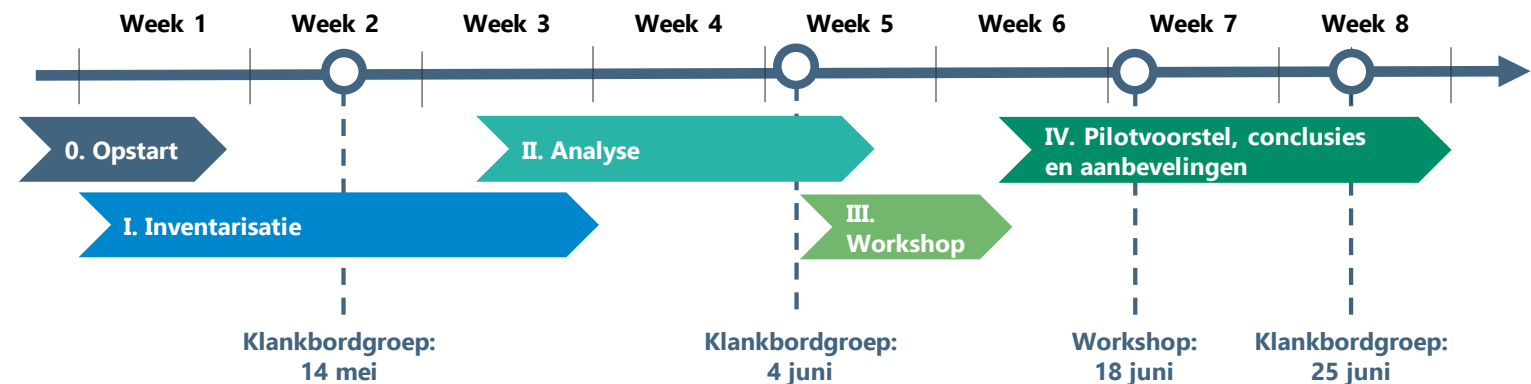 Week 1 Week 2 Week 3 Week 4 Week 5 Week 6 Week 7 Week 8
0. Opstart
II. Analyse
IV. Pilotvoorstel, conclusies
en aanbevelingen
I. Inventarisatie
III.
Workshop
Klankbordgroep:
14 mei
Klankbordgroep:
4 juni
Workshop:
18 juni
Klankbordgroep:
25 juni